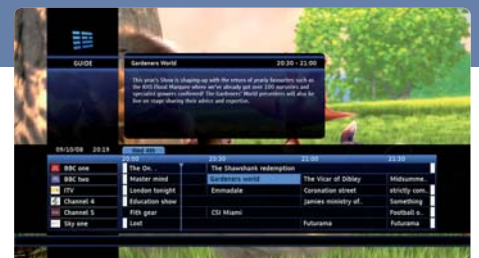 GUIDE
Gardeners World 20:30 - 21:00
This year's Show is shaping-up with the return of yearly favourites such as
the RHS Floral Marquee where we've already got over 100 nurseries and
specialist growers confirmed! The Gardeners' World presenters will also be
live on stage sharing their advice and expertise.
09/10/08 20:19 Wed 4th
20:00 20:30 21:00 21:30
BBC one The On. The Shawshank redemption
BBC two Master mind Gardeners world The Vicar of Dibley Midsumme.
ITV London tonight Emmadale Coronation street strictly com.
Channel 4 Education show Jamies ministry of. Something
Channel 5 Fith gear CSI Miami Football o.
Sky one Lost Futurama Futurama